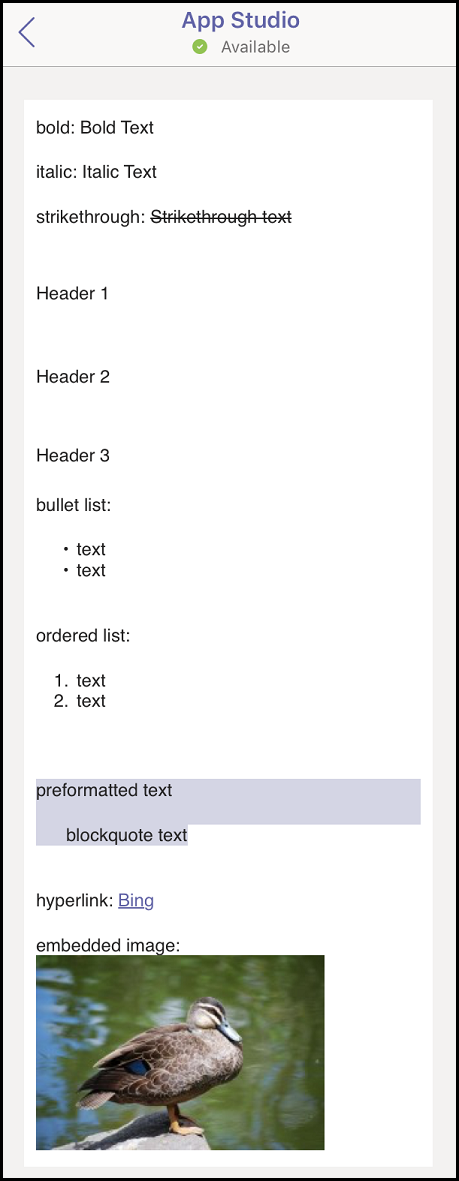 App Studio
Available
bold: Bold Text
italic: Italic Text
strikethrough: Strikethrough text
Header 1
Header 2
Header 3
bullet list:
• text
• text
ordered list:
1. text
2. text
preformatted text
blockquote text
hyperlink: Bing
embedded image: